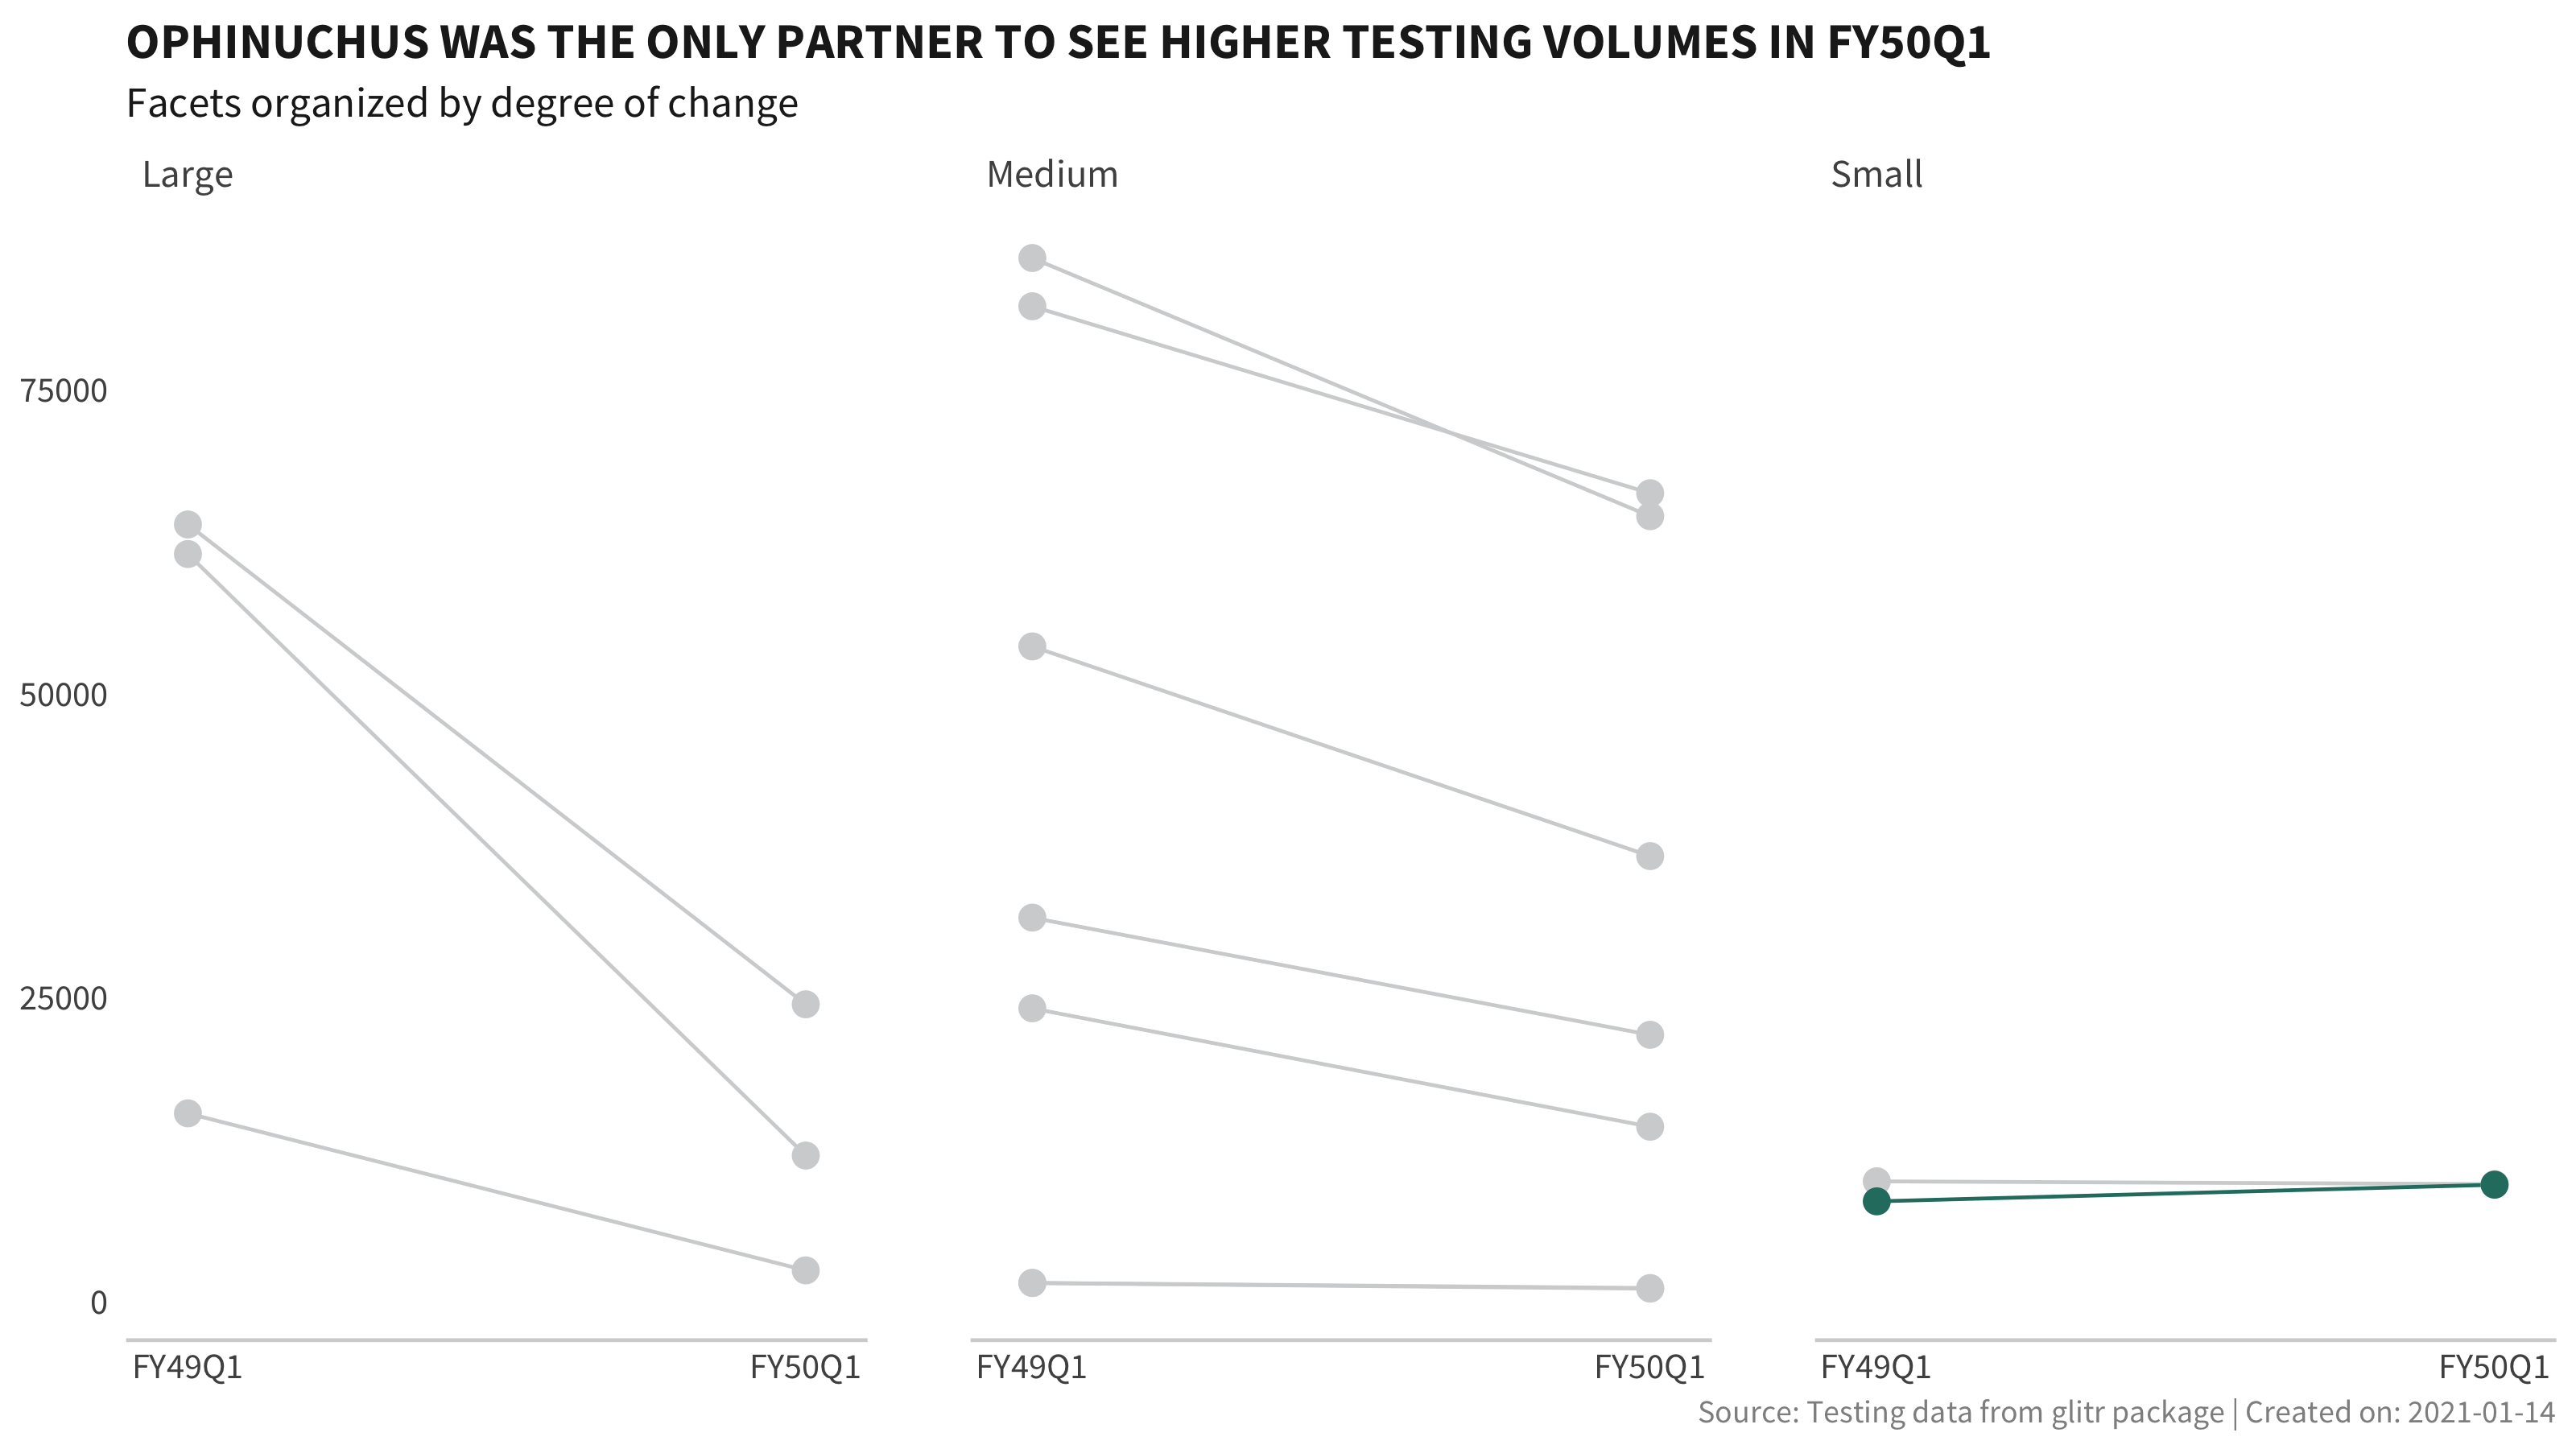 OPHINUCHUS WAS THE ONLY PARTNER TO SEE HIGHER TESTING VOLUMES IN FY50Q1
Facets organized by degree of change
Large Medium Small
75000
50000
25000
0
FY49Q1 FY50Q1 FY49Q1 FY50Q1 FY49Q1 FY50Q1
Source: Testing data from glitr package | Created on: 2021-01-14